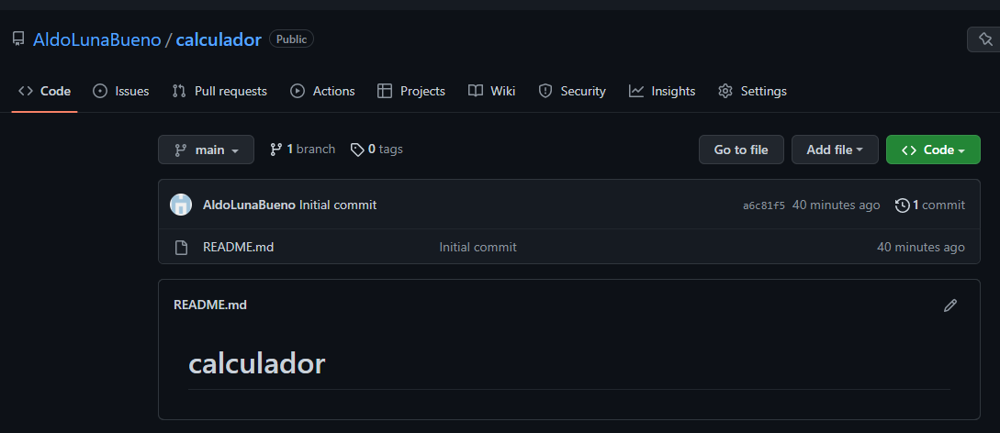 AldoLunaBueno / calculador Public
Code Issues Pull requests Actions Projects Wiki Security Insights Settings
main 1 branch 0 tags Go to file Add file Code
AldoLunaBueno Initial commit a6c81f5 40 minutes ago 1 commit
README.md Initial commit 40 minutes ago
README.md
calculador